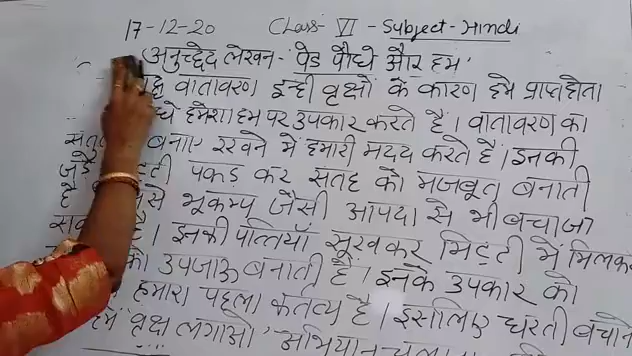 17-12-20 Class- VI - Subject - Hindi
(अनुच्छेद लेखन- 'पेड पौधे और हम'
वातावरण इन्ही वृक्षों के कारण हमे प्राप्त होता
हमेशा हम पर उपकार करते हैं। वातावरण का
बनाए रखने में हमारी मदद करते हैं। इनकी
जड़े पकड़ कर सतह को मजबूत बनाती
है भूकम्प जैसी आपदा से भी बचा जा
है। इनकी पत्तियाँ सूखकर मिट्टी में मिलकर
को उपजाऊ बनाती हैं। इनके उपकार को
हमारा पहला कर्तव्य है। इसलिए धरती बचाने
वृक्ष लगाओ' अभियान